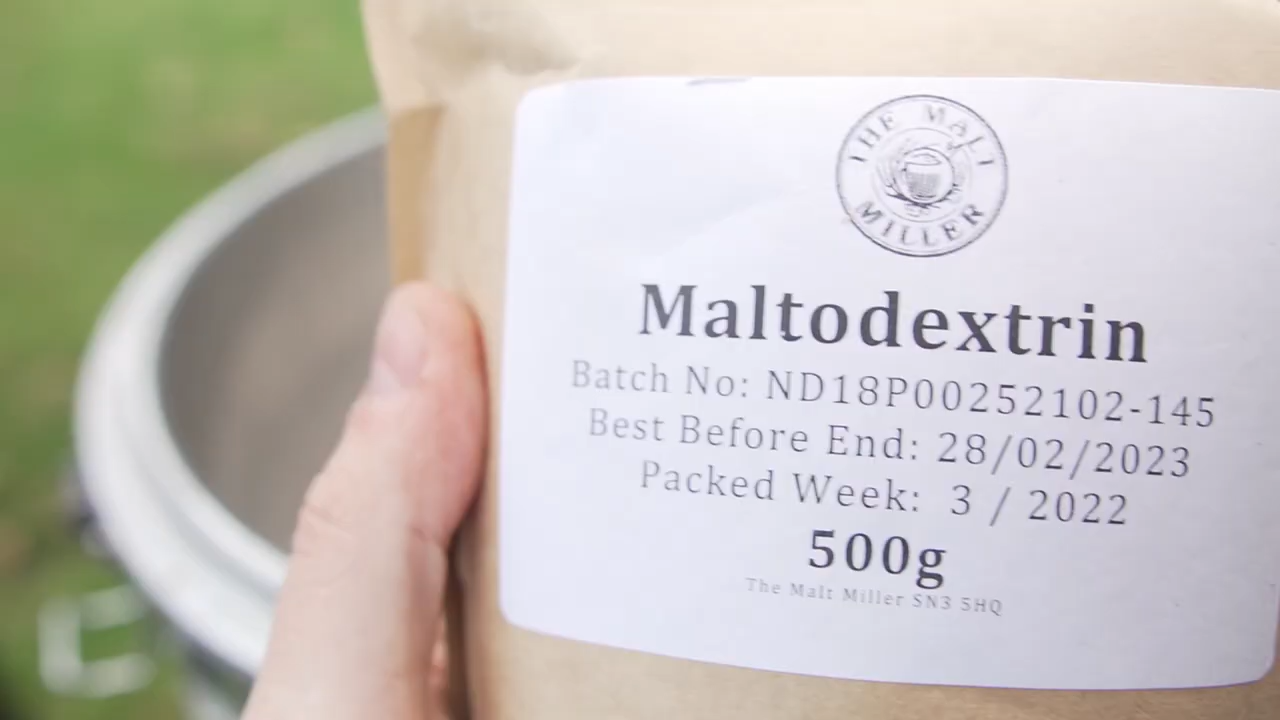 THE MALT
MILLER
Maltodextrin
Batch No: ND18P00252102-145
Best Before End: 28/02/2023
Packed Week: 3 / 2022
500g
The Malt Miller SN3 5HQ